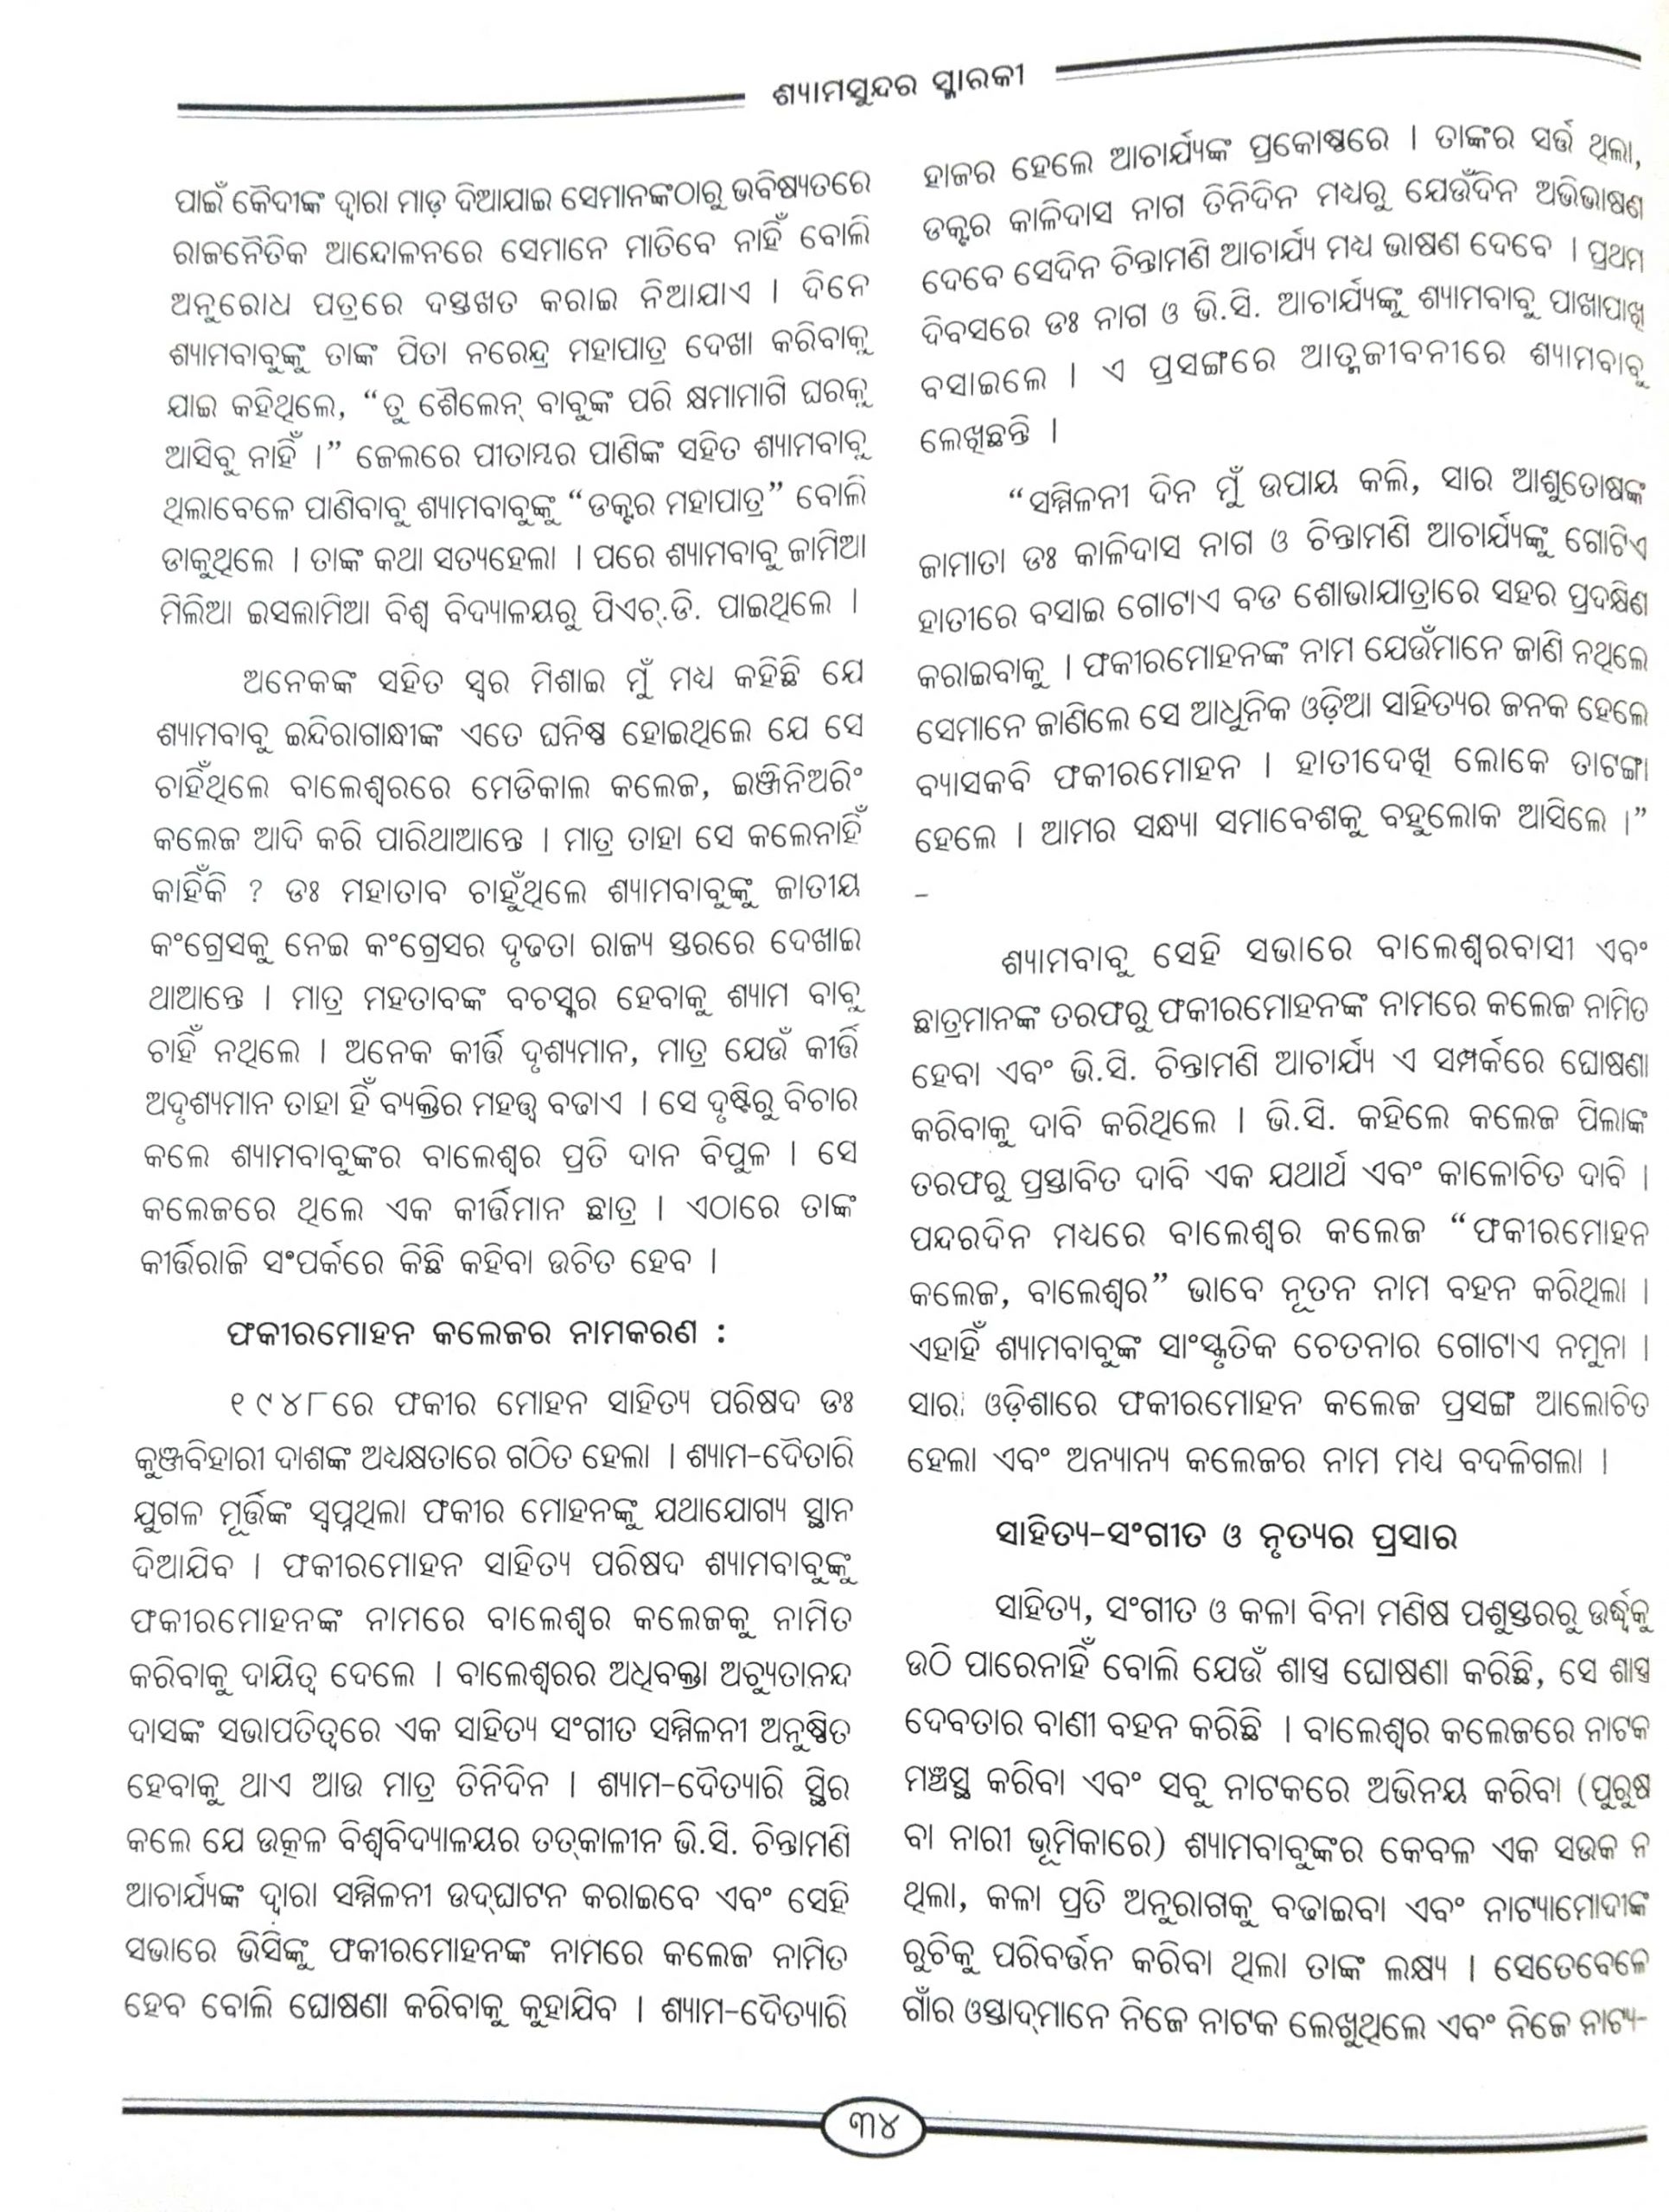 ଶ୍ୟାମସୁନ୍ଦର ସ୍ମାରକୀ
ପାଇଁ କୈଦୀଙ୍କ ଦ୍ୱାରା ମାଡ଼ ଦିଆଯାଇ ସେମାନଙ୍କଠାରୁ ଭବିଷ୍ୟତରେ
ରାଜନୈତିକ ଆନ୍ଦୋଳନରେ ସେମାନେ ମାତିବେ ନାହିଁ ବୋଲି
ଅନୁରୋଧ ପତ୍ରରେ ଦସ୍ତଖତ କରାଇ ନିଆଯାଏ । ଦିନେ
ଶ୍ୟାମବାବୁଙ୍କୁ ତାଙ୍କ ପିତା ନରେନ୍ଦ୍ର ମହାପାତ୍ର ଦେଖା କରିବାକୁ
ଯାଇ କହିଥିଲେ, “ତୁ ଶୈଲେନ୍ ବାବୁଙ୍କ ପରି କ୍ଷମାମାଗି ଘରକୁ
ଆସିବୁ ନାହିଁ ।” ଜେଲରେ ପୀତାମ୍ବର ପାଣିଙ୍କ ସହିତ ଶ୍ୟାମବାବୁ
ଥିଲାବେଳେ ପାଣିବାବୁ ଶ୍ୟାମବାବୁଙ୍କୁ “ଡକ୍ଟର ମହାପାତ୍ର” ବୋଲି
ଡାକୁଥିଲେ । ତାଙ୍କ କଥା ସତ୍ୟହେଲା । ପରେ ଶ୍ୟାମବାବୁ ଜାମିଆ
ମିଲିଆ ଇସଲାମିଆ ବିଶ୍ୱ ବିଦ୍ୟାଳୟରୁ ପିଏଚ୍.ଡି. ପାଇଥିଲେ ।
ଅନେକଙ୍କ ସହିତ ସ୍ୱର ମିଶାଇ ମୁଁ ମଧ୍ୟ କହିଛି ଯେ
ଶ୍ୟାମବାବୁ ଇନ୍ଦିରାଗାନ୍ଧୀଙ୍କ ଏତେ ଘନିଷ୍ଠ ହୋଇଥିଲେ ଯେ ସେ
ଚାହିଁଥିଲେ ବାଲେଶ୍ୱରରେ ମେଡିକାଲ କଲେଜ, ଇଞ୍ଜିନିଅରିଂ
କଲେଜ ଆଦି କରି ପାରିଥାଆନ୍ତେ । ମାତ୍ର ତାହା ସେ କଲେନାହିଁ
କାହିଁକି ? ଡଃ ମହାତାବ ଚାହୁଁଥିଲେ ଶ୍ୟାମବାବୁଙ୍କୁ ଜାତୀୟ
କଂଗ୍ରେସକୁ ନେଇ କଂଗ୍ରେସର ଦୃଢତା ରାଜ୍ୟ ସ୍ତରରେ ଦେଖାଇ
ଥାଆନ୍ତେ । ମାତ୍ର ମହତାବଙ୍କ ବଚସ୍କର ହେବାକୁ ଶ୍ୟାମ ବାବୁ
ଚାହିଁ ନଥିଲେ । ଅନେକ କୀର୍ତ୍ତି ଦୃଶ୍ୟମାନ, ମାତ୍ର ଯେଉଁ କୀର୍ତ୍ତି
ଅଦୃଶ୍ୟମାନ ତାହା ହିଁ ବ୍ୟକ୍ତିର ମହତ୍ତ୍ୱ ବଢାଏ । ସେ ଦୃଷ୍ଟିରୁ ବିଚାର
କଲେ ଶ୍ୟାମବାବୁଙ୍କର ବାଲେଶ୍ୱର ପ୍ରତି ଦାନ ବିପୁଳ । ସେ
କଲେଜରେ ଥିଲେ ଏକ କୀର୍ତ୍ତିମାନ ଛାତ୍ର । ଏଠାରେ ତାଙ୍କ
କୀର୍ତ୍ତିରାଜି ସଂପର୍କରେ କିଛି କହିବା ଉଚିତ ହେବ ।
ଫକୀରମୋହନ କଲେଜର ନାମକରଣ :
୧୯୪୮ରେ ଫକୀର ମୋହନ ସାହିତ୍ୟ ପରିଷଦ ଡଃ
କୁଞ୍ଜବିହାରୀ ଦାଶଙ୍କ ଅଧ୍ୟକ୍ଷତାରେ ଗଠିତ ହେଲା । ଶ୍ୟାମ-ଦୈତାରି
ଯୁଗଳ ମୂର୍ତ୍ତିଙ୍କ ସ୍ୱପ୍ନଥିଲା ଫକୀର ମୋହନଙ୍କୁ ଯଥାଯୋଗ୍ୟ ସ୍ଥାନ
ଦିଆଯିବ । ଫକୀରମୋହନ ସାହିତ୍ୟ ପରିଷଦ ଶ୍ୟାମବାବୁଙ୍କୁ
ଫକୀରମୋହନଙ୍କ ନାମରେ ବାଲେଶ୍ୱର କଲେଜକୁ ନାମିତ
କରିବାକୁ ଦାୟିତ୍ୱ ଦେଲେ । ବାଲେଶ୍ୱରର ଅଧିବକ୍ତା ଅଚ୍ୟୁତାନନ୍ଦ
ଦାସଙ୍କ ସଭାପତିତ୍ୱରେ ଏକ ସାହିତ୍ୟ ସଂଗୀତ ସମ୍ମିଳନୀ ଅନୁଷ୍ଠିତ
ହେବାକୁ ଥାଏ ଆଉ ମାତ୍ର ତିନିଦିନ । ଶ୍ୟାମ-ଦୈତ୍ୟାରି ସ୍ଥିର
କଲେ ଯେ ଉତ୍କଳ ବିଶ୍ୱବିଦ୍ୟାଳୟର ତତ୍‌କାଳୀନ ଭି.ସି. ଚିନ୍ତାମଣି
ଆଚାର୍ଯ୍ୟଙ୍କ ଦ୍ୱାରା ସମ୍ମିଳନୀ ଉଦ୍‌ଘାଟନ କରାଇବେ ଏବଂ ସେହି
ସଭାରେ ଭିସିଙ୍କୁ ଫକୀରମୋହନଙ୍କ ନାମରେ କଲେଜ ନାମିତ
ହେବ ବୋଲି ଘୋଷଣା କରିବାକୁ କୁହାଯିବ । ଶ୍ୟାମ-ଦୈତ୍ୟାରି
ହାଜର ହେଲେ ଆଚାର୍ଯ୍ୟଙ୍କ ପ୍ରକୋଷ୍ଠରେ । ତାଙ୍କର ସର୍ତ୍ତ ଥିଲା,
ଡକ୍ଟର କାଳିଦାସ ନାଗ ତିନିଦିନ ମଧ୍ୟରୁ ଯେଉଁଦିନ ଅଭିଭାଷଣ
ଦେବେ ସେଦିନ ଚିନ୍ତାମଣି ଆଚାର୍ଯ୍ୟ ମଧ୍ୟ ଭାଷଣ ଦେବେ । ପ୍ରଥମ
ଦିବସରେ ଡଃ ନାଗ ଓ ଭି.ସି. ଆଚାର୍ଯ୍ୟଙ୍କୁ ଶ୍ୟାମବାବୁ ପାଖାପାଖି
ବସାଇଲେ । ଏ ପ୍ରସଙ୍ଗରେ ଆତ୍ମଜୀବନୀରେ ଶ୍ୟାମବାବୁ
ଲେଖିଛନ୍ତି ।
“ସମ୍ମିଳନୀ ଦିନ ମୁଁ ଉପାୟ କଲି, ସାର ଆଶୁତୋଷଙ୍କ
ଜାମାତା ଡଃ କାଳିଦାସ ନାଗ ଓ ଚିନ୍ତାମଣି ଆଚାର୍ଯ୍ୟଙ୍କୁ ଗୋଟିଏ
ହାତୀରେ ବସାଇ ଗୋଟାଏ ବଡ ଶୋଭାଯାତ୍ରାରେ ସହର ପ୍ରଦକ୍ଷିଣ
କରାଇବାକୁ । ଫକୀରମୋହନଙ୍କ ନାମ ଯେଉଁମାନେ ଜାଣି ନଥିଲେ
ସେମାନେ ଜାଣିଲେ ସେ ଆଧୁନିକ ଓଡ଼ିଆ ସାହିତ୍ୟର ଜନକ ହେଲେ
ବ୍ୟାସକବି ଫକୀରମୋହନ । ହାତୀଦେଖି ଲୋକେ ତାଟଙ୍ଗା
ହେଲେ । ଆମର ସନ୍ଧ୍ୟା ସମାବେଶକୁ ବହୁଲୋକ ଆସିଲେ ।”
–
ଶ୍ୟାମବାବୁ ସେହି ସଭାରେ ବାଲେଶ୍ୱରବାସୀ ଏବଂ
ଛାତ୍ରମାନଙ୍କ ତରଫରୁ ଫକୀରମୋହନଙ୍କ ନାମରେ କଲେଜ ନାମିତ
ହେବା ଏବଂ ଭି.ସି. ଚିନ୍ତାମଣି ଆଚାର୍ଯ୍ୟ ଏ ସମ୍ପର୍କରେ ଘୋଷଣା
କରିବାକୁ ଦାବି କରିଥିଲେ । ଭି.ସି. କହିଲେ କଲେଜ ପିଲାଙ୍କ
ତରଫରୁ ପ୍ରସ୍ତାବିତ ଦାବି ଏକ ଯଥାର୍ଥ ଏବଂ କାଳୋଚିତ ଦାବି ।
ପନ୍ଦରଦିନ ମଧ୍ୟରେ ବାଲେଶ୍ୱର କଲେଜ “ଫକୀରମୋହନ
କଲେଜ, ବାଲେଶ୍ୱର” ଭାବେ ନୂତନ ନାମ ବହନ କରିଥିଲା ।
ଏହାହିଁ ଶ୍ୟାମବାବୁଙ୍କ ସାଂସ୍କୃତିକ ଚେତନାର ଗୋଟାଏ ନମୁନା ।
ସାରା ଓଡ଼ିଶାରେ ଫକୀରମୋହନ କଲେଜ ପ୍ରସଙ୍ଗ ଆଲୋଚିତ
ହେଲା ଏବଂ ଅନ୍ୟାନ୍ୟ କଲେଜର ନାମ ମଧ୍ୟ ବଦଳିଗଲା ।
ସାହିତ୍ୟ-ସଂଗୀତ ଓ ନୃତ୍ୟର ପ୍ରସାର
ସାହିତ୍ୟ, ସଂଗୀତ ଓ କଳା ବିନା ମଣିଷ ପଶୁସ୍ତରରୁ ଉର୍ଦ୍ଧ୍ୱକୁ
ଉଠି ପାରେନାହିଁ ବୋଲି ଯେଉଁ ଶାସ୍ତ୍ର ଘୋଷଣା କରିଛି, ସେ ଶାସ୍ତ୍ର
ଦେବତାର ବାଣୀ ବହନ କରିଛି । ବାଲେଶ୍ୱର କଲେଜରେ ନାଟକ
ମଞ୍ଚସ୍ଥ କରିବା ଏବଂ ସବୁ ନାଟକରେ ଅଭିନୟ କରିବା (ପୁରୁଷ
ବା ନାରୀ ଭୂମିକାରେ) ଶ୍ୟାମବାବୁଙ୍କର କେବଳ ଏକ ସଉକ ନ
ଥିଲା, କଳା ପ୍ରତି ଅନୁରାଗକୁ ବଢାଇବା ଏବଂ ନାଟ୍ୟାମୋଦୀଙ୍କ
ରୁଚିକୁ ପରିବର୍ତ୍ତନ କରିବା ଥିଲା ତାଙ୍କ ଲକ୍ଷ୍ୟ । ସେତେବେଳେ
ଗାଁର ଓସ୍ତାଦ୍‌ମାନେ ନିଜେ ନାଟକ ଲେଖୁଥିଲେ ଏବଂ ନିଜେ ନାଟ୍ୟ-
୩୪